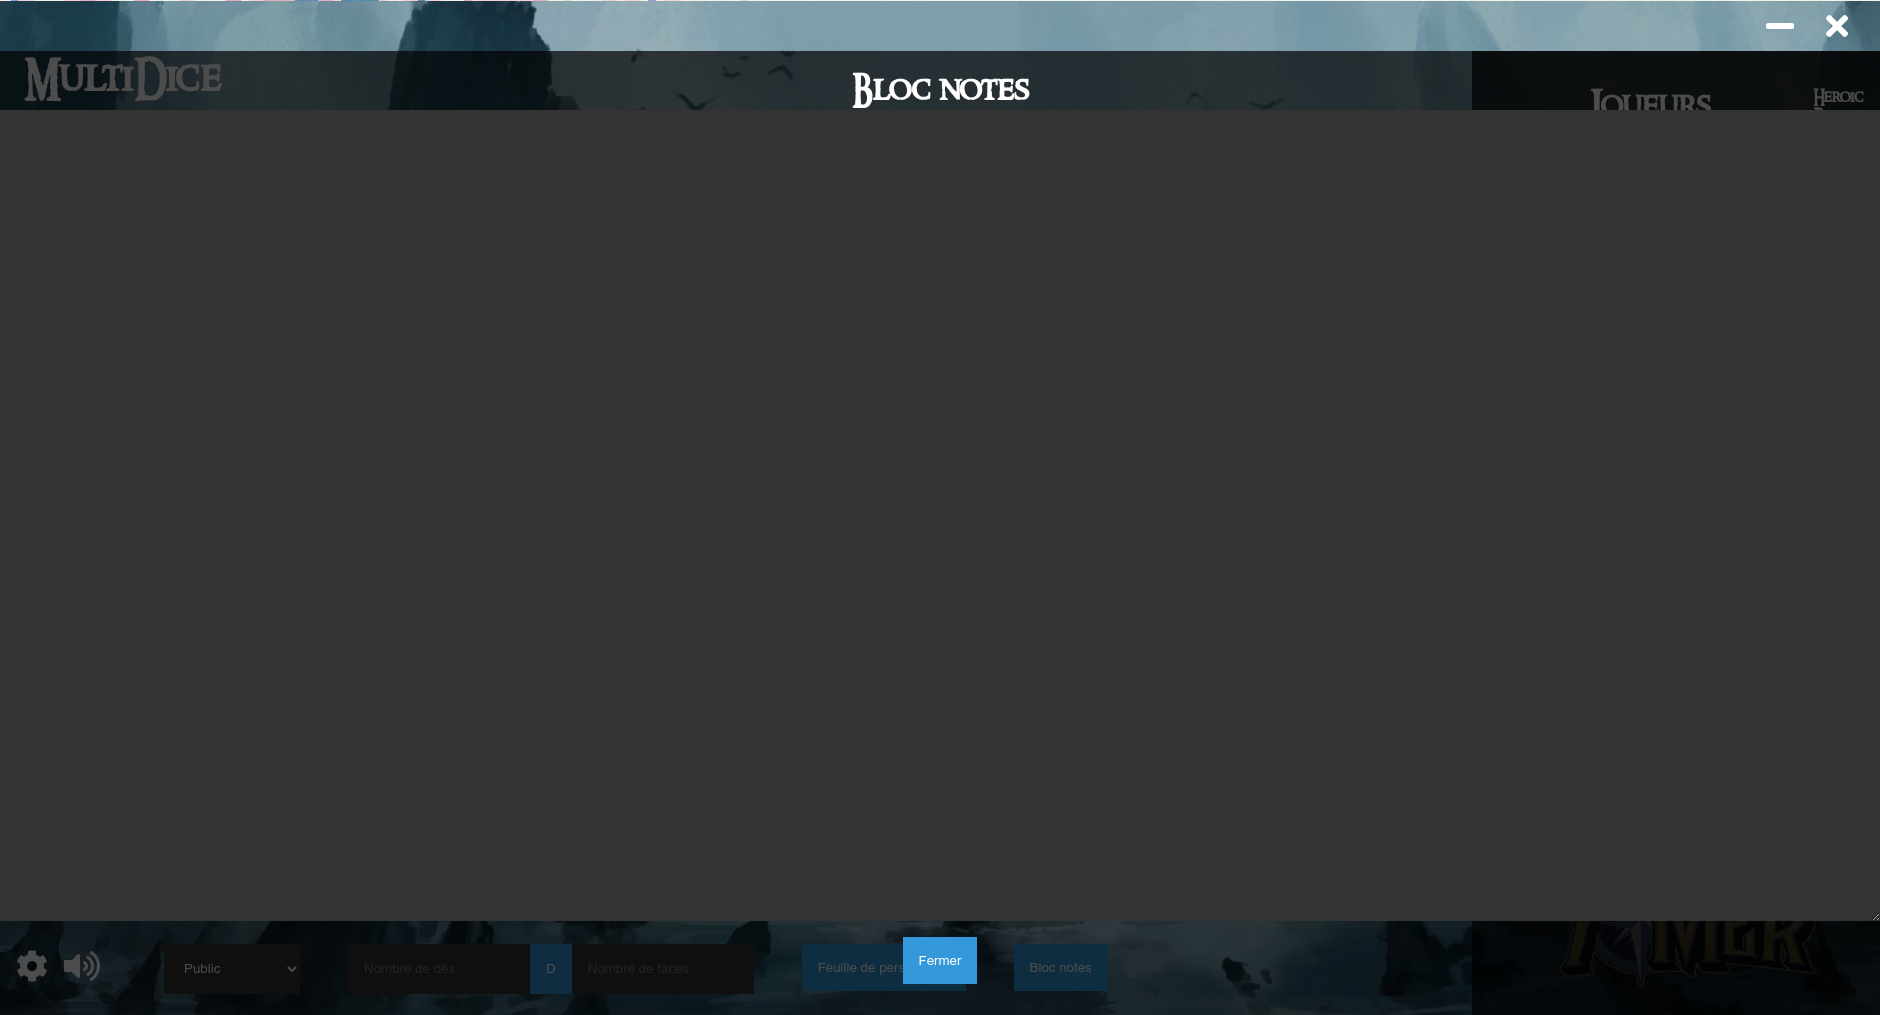 MultiDice
Bloc notes
Joueurs
Heroic
Public
Nombre de dés
D
Nombre de faces
Feuille de pers
Fermer
Bloc notes